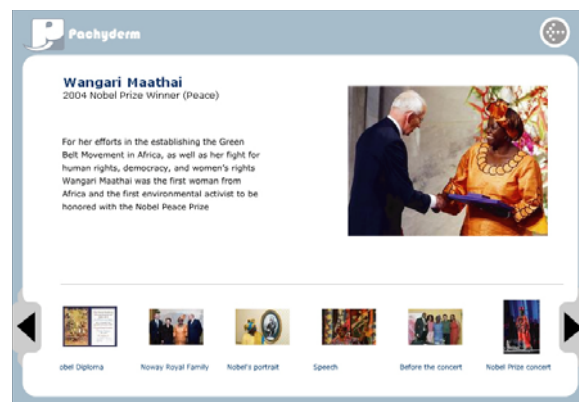 Pachyderm
Wangari Maathai
2004 Nobel Prize Winner (Peace)
For her efforts in the establishing the Green
Belt Movement in Africa, as well as her fight for
human rights, democracy, and women's rights
Wangari Maathai was the first woman from
Africa and the first environmental activist to be
honored with the Nobel Peace Prize
obel Diploma
Noway Royal Family
Nobel's portrait
Speech
Before the concert
Nobel Prize concert